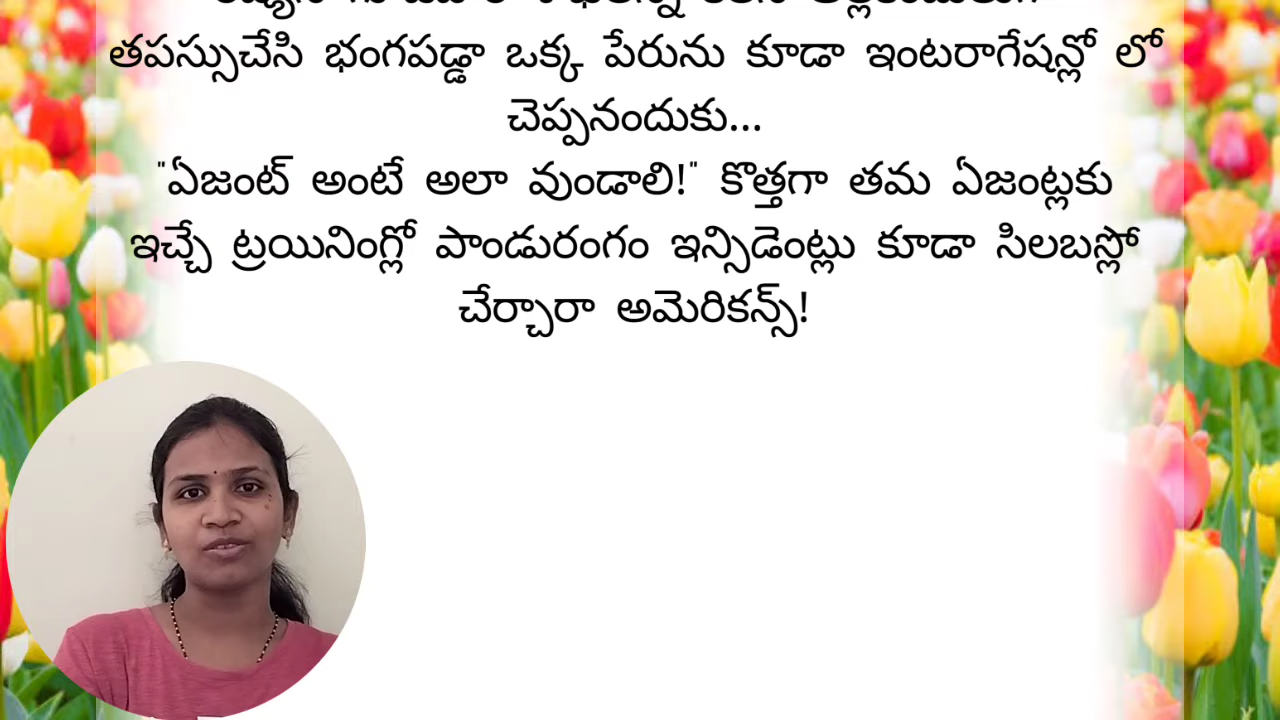 తపస్సుచేసి భంగపడ్డా ఒక్క పేరును కూడా ఇంటరాగేషన్లో లో
చెప్పనందుకు...
"ఏజంట్ అంటే అలా వుండాలి!" కొత్తగా తమ ఏజంట్లకు
ఇచ్చే ట్రయినింగ్లో పాండురంగం ఇన్సిడెంట్లు కూడా సిలబస్లో
చేర్చారా అమెరికన్స్!